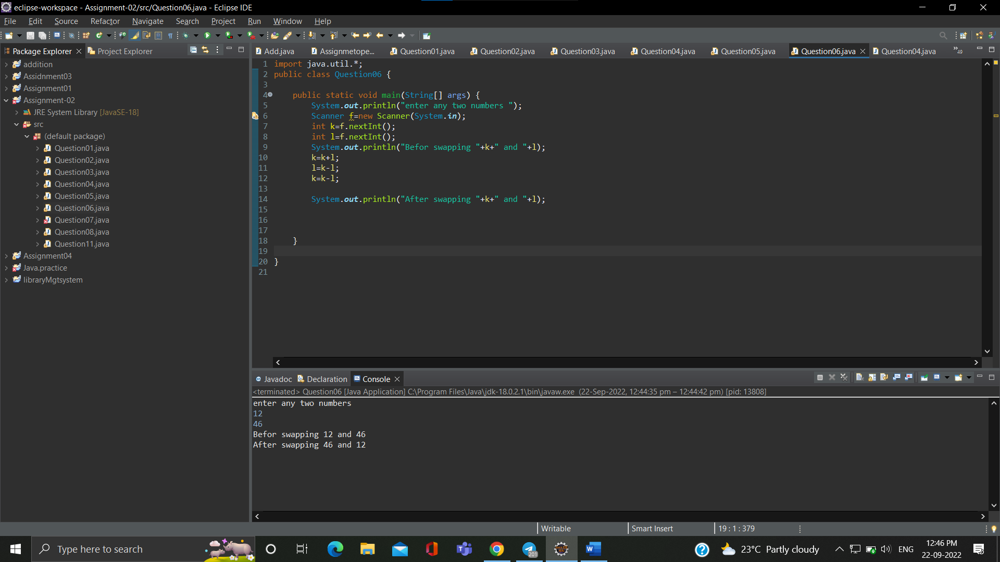 eclipse-workspace - Assignment-02/src/Question06.java - Eclipse IDE
File Edit Source Refactor Navigate Search Project Run Window Help
Package Explorer Project Explorer
addition
Assidnment03
Assignment01
Assignment-02
JRE System Library [JavaSE-18]
src
(default package)
Question01.java
Question02.java
Question03.java
Question04.java
Question05.java
Question06.java
Question07.java
Question08.java
Question11.java
Assignment04
Java.practice
libraryMgtsystem
Add.java Assignmetope... Question01.java Question02.java Question03.java Question04.java Question05.java Question06.java Question04.java »49
1 import java.util.*;
2 public class Question06 {
3
4 public static void main(String[] args) {
5 System.out.println("enter any two numbers ");
6 Scanner f=new Scanner(System.in);
7 int k=f.nextInt();
8 int l=f.nextInt();
9 System.out.println("Befor swapping "+k+" and "+l);
10 k=k+l;
11 l=k-l;
12 k=k-l;
13
14 System.out.println("After swapping "+k+" and "+l);
15
16
17
18 }
19
20 }
21
Javadoc Declaration Console
<terminated> Question06 [Java Application] C:\Program Files\Java\jdk-18.0.2.1\bin\javaw.exe (22-Sep-2022, 12:44:35 pm – 12:44:42 pm) [pid: 13808]
enter any two numbers
12
46
Befor swapping 12 and 46
After swapping 46 and 12
Writable Smart Insert 19 : 1 : 379
Type here to search
201
23°C Partly cloudy
ENG
12:46 PM
22-09-2022